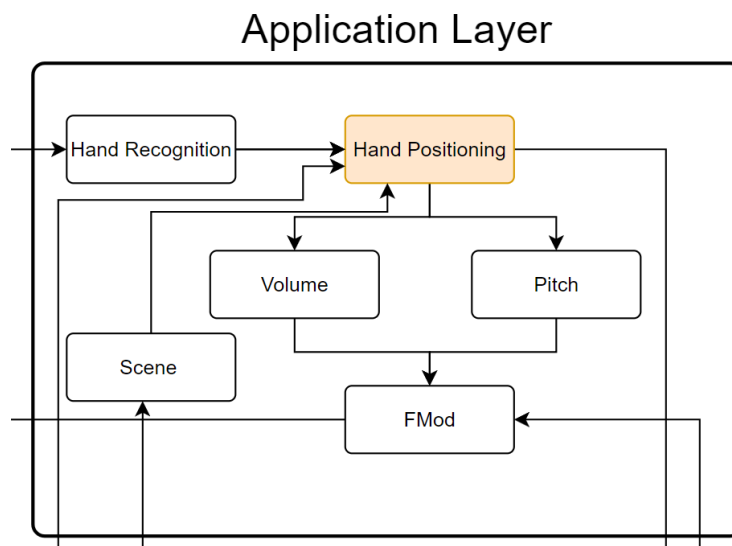 Application Layer
Hand Recognition
Hand Positioning
Volume
Pitch
Scene
FMod